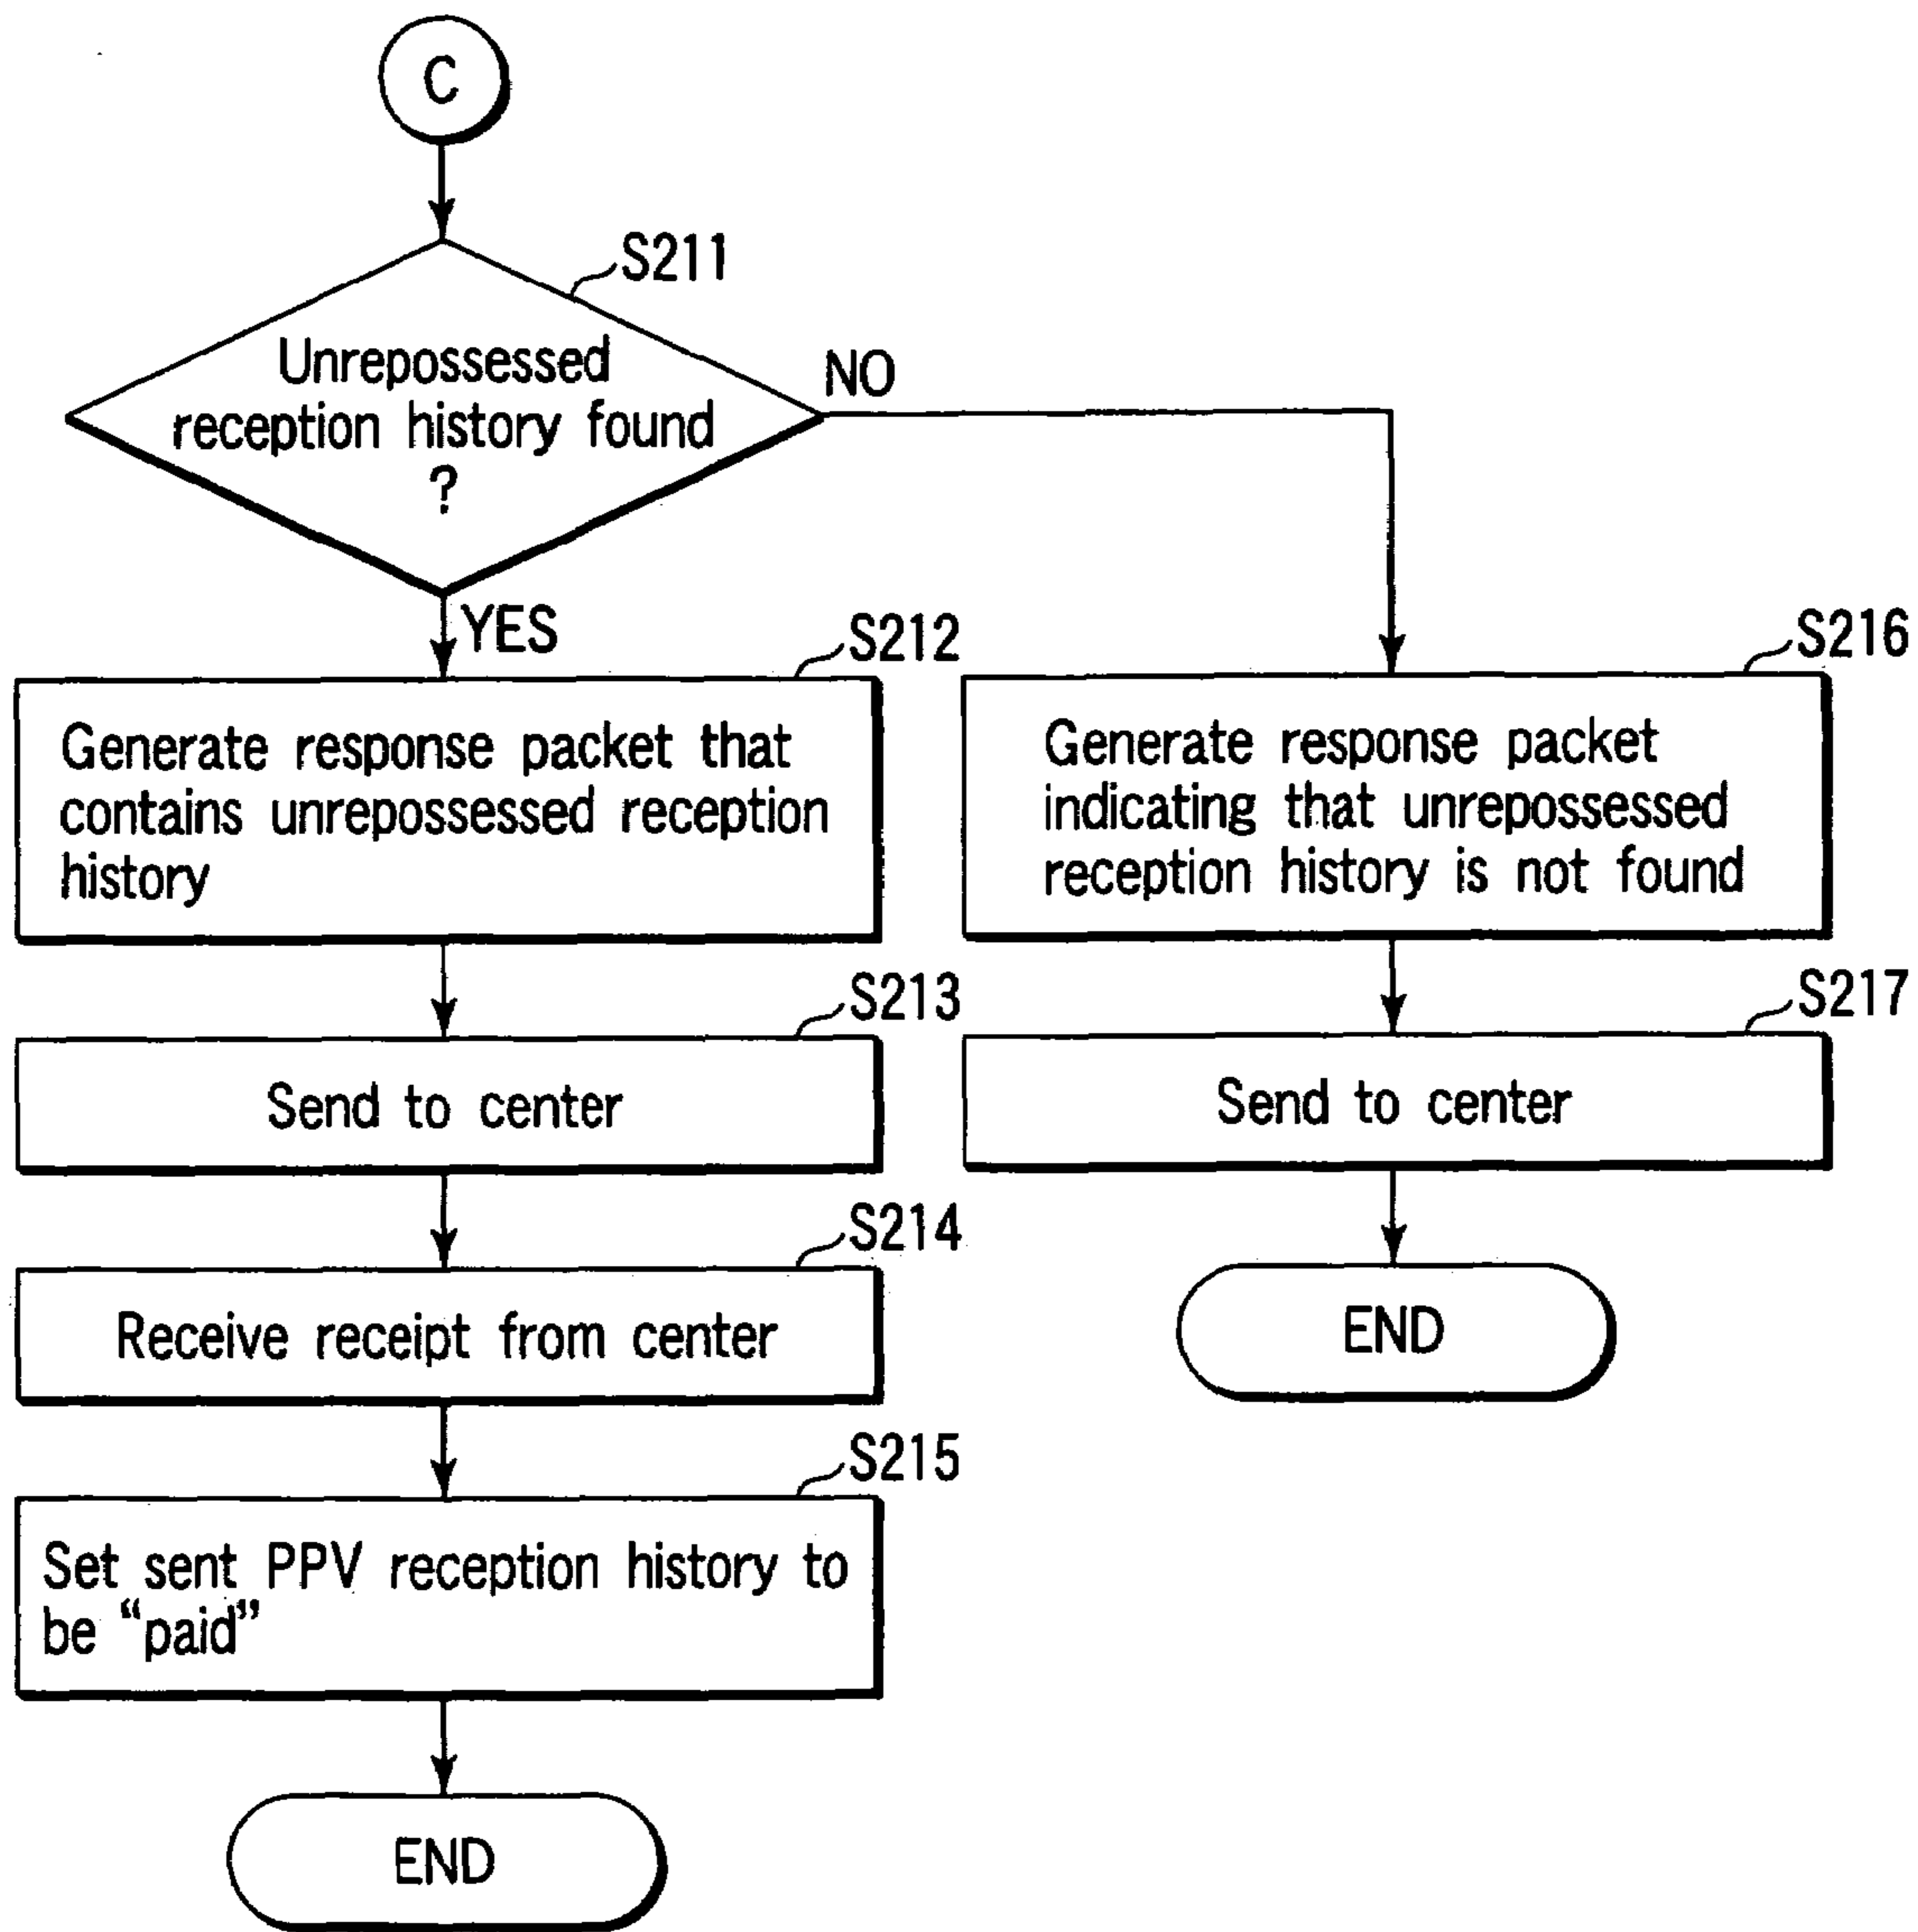 C
S211
Unrepossessed
reception history found
?
NO
YES
S212
Generate response packet that
contains unrepossessed reception
history
S216
Generate response packet
indicating that unrepossessed
reception history is not found
S213
Send to center
S217
Send to center
S214
Receive receipt from center
END
S215
Set sent PPV reception history to
be “paid”
END